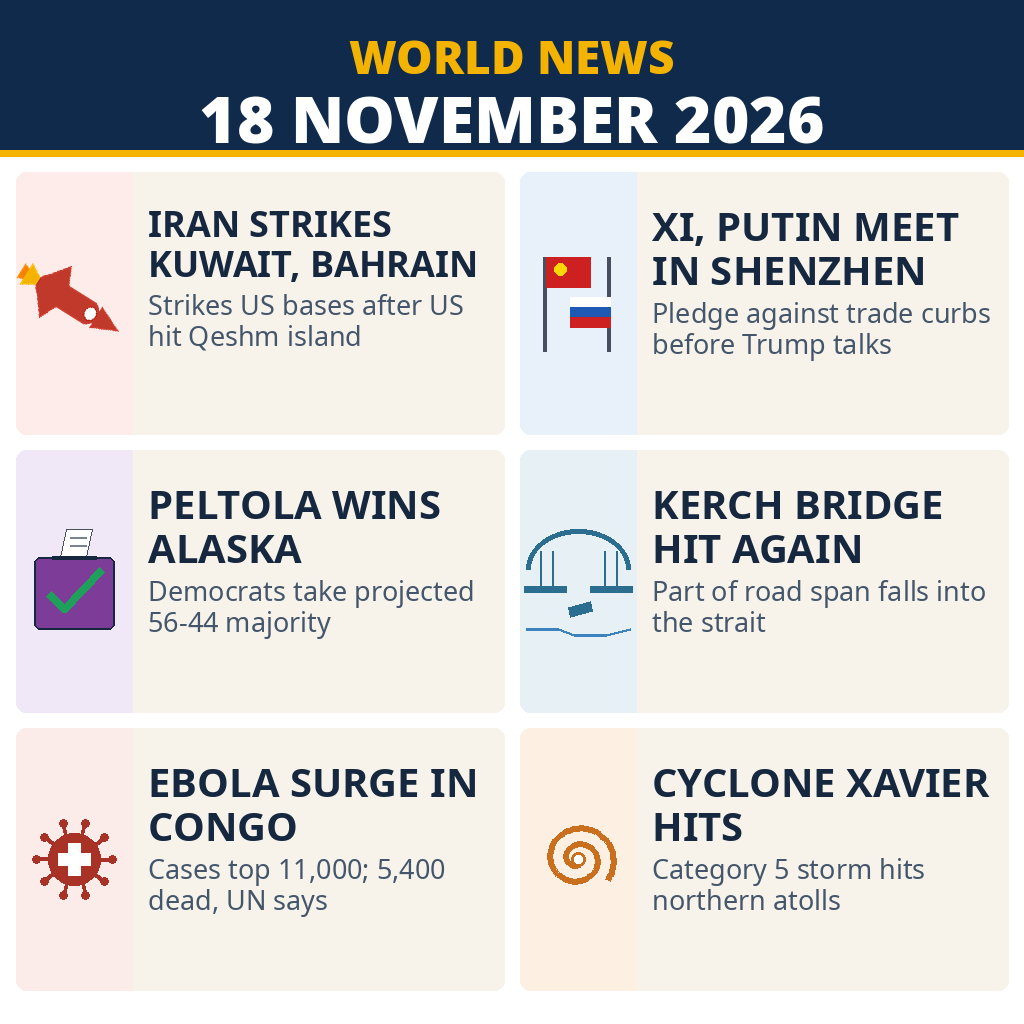 WORLD NEWS
18 NOVEMBER 2026
IRAN STRIKES
KUWAIT, BAHRAIN
Strikes US bases after US
hit Qeshm island
XI, PUTIN MEET
IN SHENZHEN
Pledge against trade curbs
before Trump talks
PELTOLA WINS
ALASKA
Democrats take projected
56-44 majority
KERCH BRIDGE
HIT AGAIN
Part of road span falls into
the strait
EBOLA SURGE IN
CONGO
Cases top 11,000; 5,400
dead, UN says
CYCLONE XAVIER
HITS
Category 5 storm hits
northern atolls